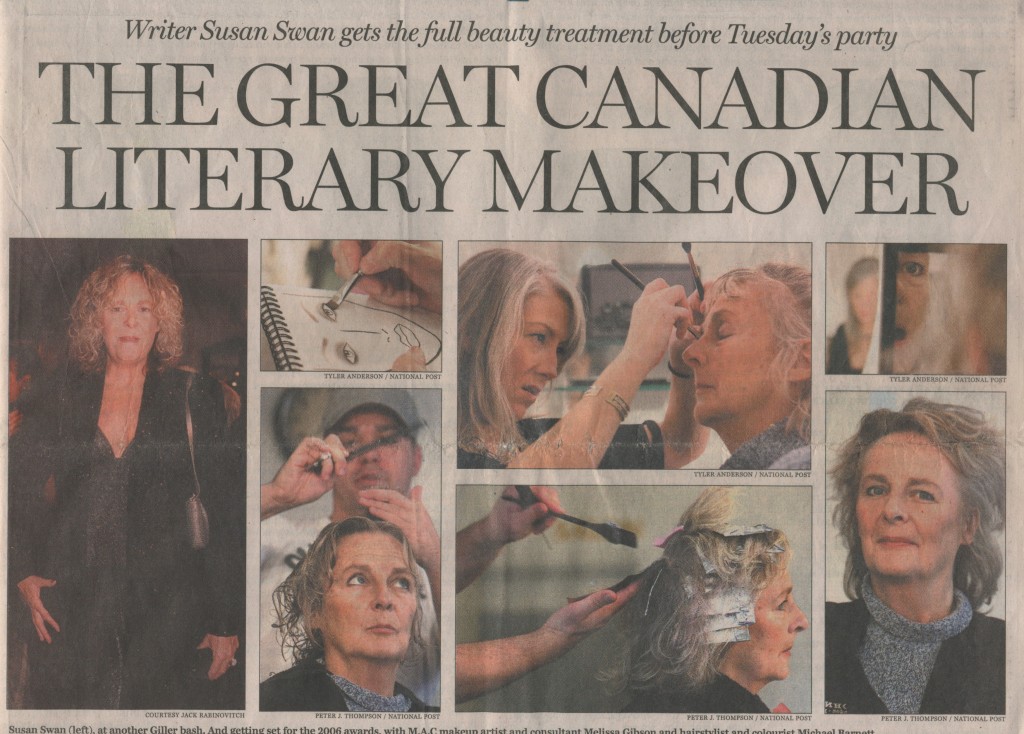 Writer Susan Swan gets the full beauty treatment before Tuesday's party
THE GREAT CANADIAN
LITERARY MAKEOVER
TYLER ANDERSON / NATIONAL POST
TYLER ANDERSON / NATIONAL POST
TYLER ANDERSON / NATIONAL POST
COURTESY JACK RABINOVITCH
PETER J. THOMPSON / NATIONAL POST
PETER J. THOMPSON / NATIONAL POST
PETER J. THOMPSON / NATIONAL POST
Susan Swan (left), at another Giller bash. And getting set for the 2006 awards, with M.A.C makeup artist and consultant Melissa Gibson and hairstylist and colourist Michael Barnett